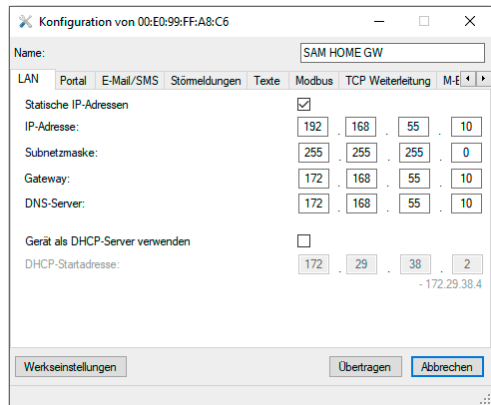 Konfiguration von 00:E0:99:FF:A8:C6
Name: SAM HOME GW
LAN Portal E-Mail/SMS Störmeldungen Texte Modbus TCP Weiterleitung M-E
Statische IP-Adressen
IP-Adresse: 192 . 168 . 55 . 10
Subnetzmaske: 255 . 255 . 255 . 0
Gateway: 172 . 168 . 55 . 10
DNS-Server: 172 . 168 . 55 . 10
Gerät als DHCP-Server verwenden
DHCP-Startadresse: 172 . 29 . 38 . 2
- 172.29.38.4
Werkseinstellungen Übertragen Abbrechen